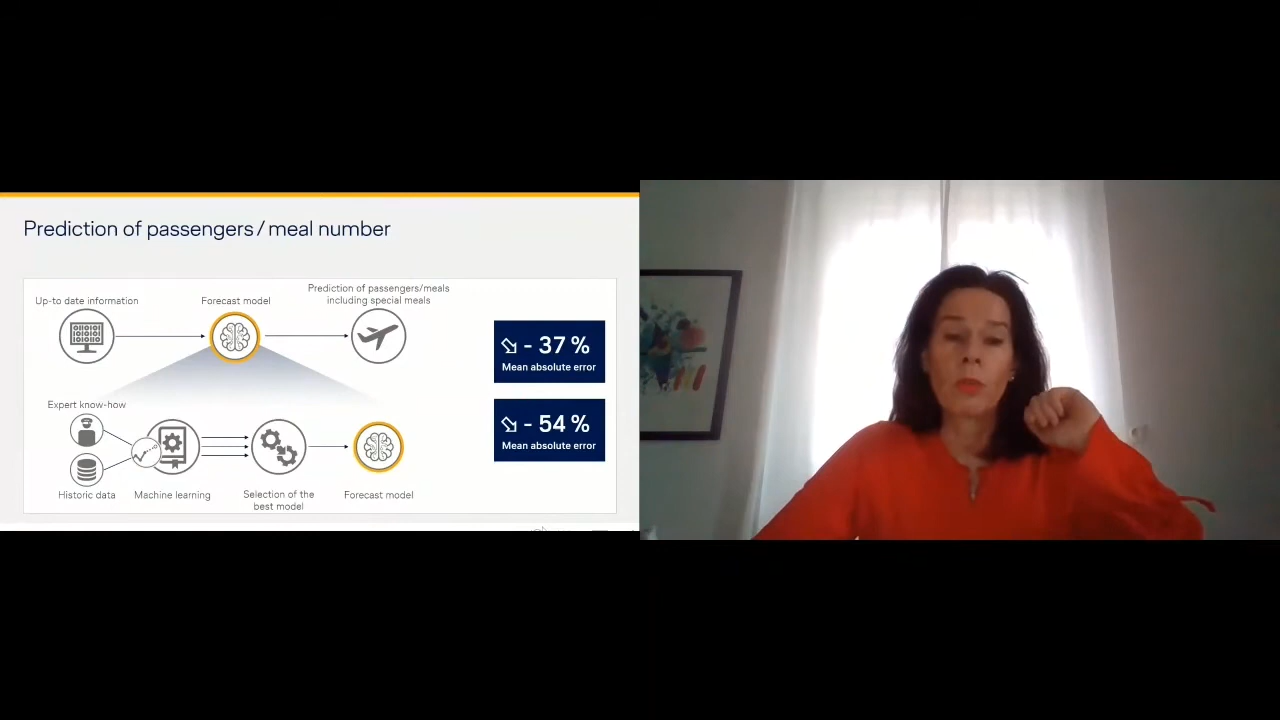 Prediction of passengers / meal number
Up-to date information
Forecast model
Prediction of passengers/meals
including special meals
- 37 %
Mean absolute error
- 54 %
Mean absolute error
Expert know-how
Historic data
Machine learning
Selection of the
best model
Forecast model